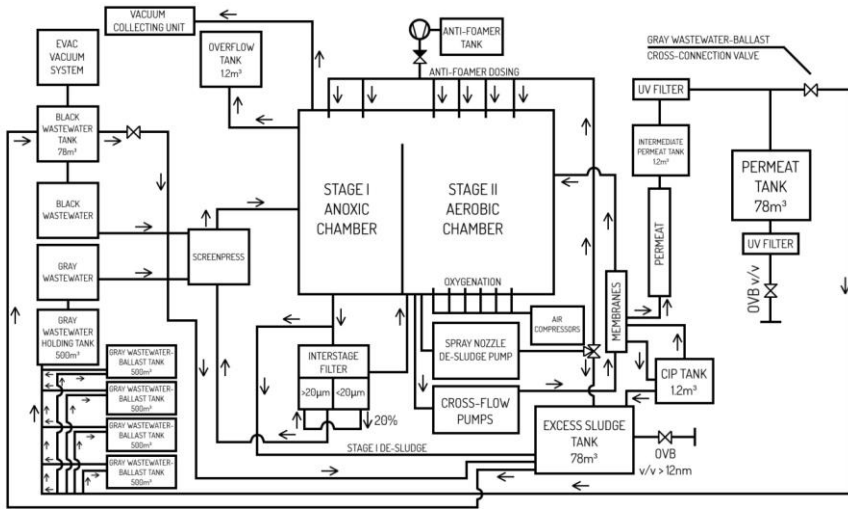 VACUUM
COLLECTING UNIT
EVAC
VACUUM
SYSTEM
OVERFLOW
TANK
1.2m³
ANTI-FOAMER
TANK
GRAY WASTEWATER-BALLAST
CROSS-CONNECTION VALVE
ANTI-FOAMER DOSING
BLACK
WASTEWATER
TANK
78m³
UV FILTER
INTERMEDIATE
PERMEAT TANK
1.2m³
PERMEAT
TANK
78m³
BLACK
WASTEWATER
STAGE I
ANOXIC
CHAMBER
STAGE II
AEROBIC
CHAMBER
PERMEAT
UV FILTER
GRAY
WASTEWATER
SCREENPRESS
OXYGENATION
MEMBRANES
OVB v/v
GRAY
WASTEWATER
HOLDING TANK
500m³
AIR
COMPRESSORS
SPRAY NOZZLE
DE-SLUDGE PUMP
INTERSTAGE
FILTER
>20µm
<20µm
20%
GRAY WASTEWATER-
BALLAST TANK
500m³
GRAY WASTEWATER-
BALLAST TANK
500m³
GRAY WASTEWATER-
BALLAST TANK
500m³
GRAY WASTEWATER-
BALLAST TANK
500m³
CIP TANK
1.2m³
CROSS-FLOW
PUMPS
STAGE I DE-SLUDGE
EXCESS SLUDGE
TANK
78m³
OVB
v/v > 12nm